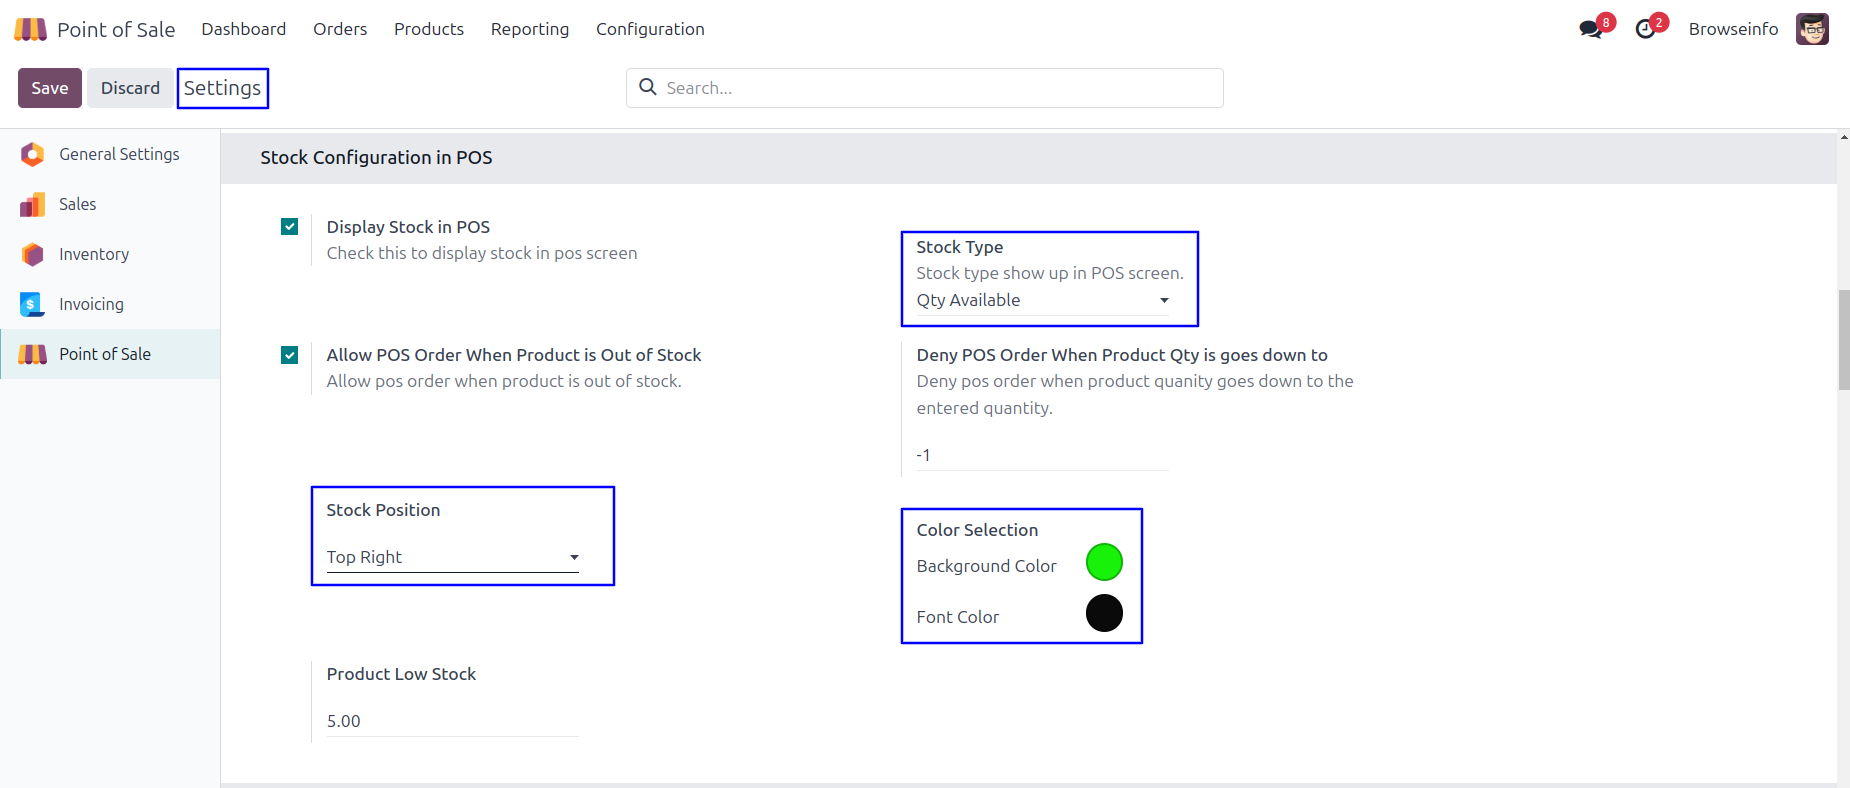 Point of Sale Dashboard Orders Products Reporting Configuration 8 2 Browseinfo
Save Discard Settings Search...
General Settings
Sales
Inventory
Invoicing
Point of Sale
Stock Configuration in POS
Display Stock in POS
Check this to display stock in pos screen
Stock Type
Stock type show up in POS screen.
Qty Available
Allow POS Order When Product is Out of Stock
Allow pos order when product is out of stock.
Deny POS Order When Product Qty is goes down to
Deny pos order when product quanity goes down to the
entered quantity.
-1
Stock Position
Top Right
Color Selection
Background Color
Font Color
Product Low Stock
5.00